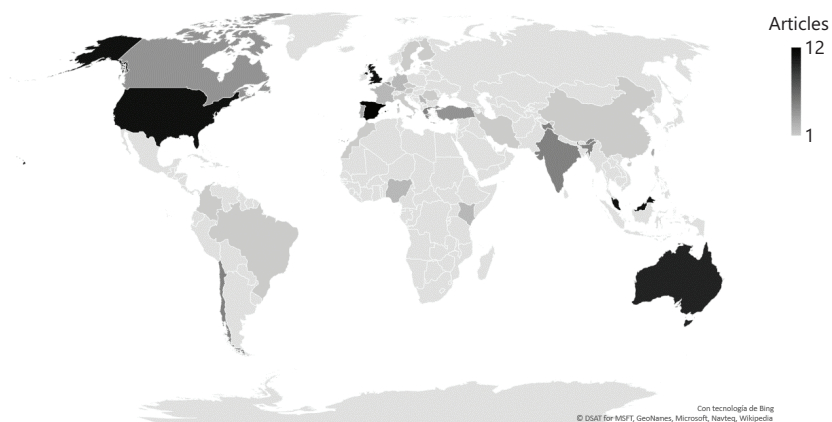 Articles
12
1
Con tecnología de Bing
© DSAT for MSFT, GeoNames, Microsoft, Navteq, Wikipedia